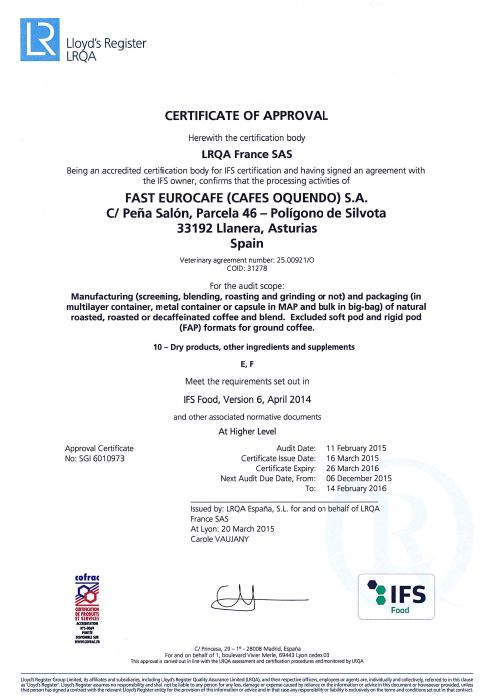 LR
Lloyd's Register
LRQA
CERTIFICATE OF APPROVAL
Herewith the certification body
LRQA France SAS
Being an accredited certification body for IFS certification and having signed an agreement with
the IFS owner, confirms that the processing activities of
FAST EUROCAFE (CAFES OQUENDO) S.A.
C/ Peña Salón, Parcela 46 – Polígono de Silvota
33192 Llanera, Asturias
Spain
Veterinary agreement number: 25.00921/O
COID: 31278
For the audit scope:
Manufacturing (screening, blending, roasting and grinding or not) and packaging (in
multilayer container, metal container or capsule in MAP and bulk in big-bag) of natural
roasted, roasted or decaffeinated coffee and blend. Excluded soft pod and rigid pod
(FAP) formats for ground coffee.
10 – Dry products, other ingredients and supplements
E, F
Meet the requirements set out in
IFS Food, Version 6, April 2014
and other associated normative documents
At Higher Level
Approval Certificate
No: SGI 6010973
Audit Date: 11 February 2015
Certificate Issue Date: 16 March 2015
Certificate Expiry: 26 March 2016
Next Audit Due Date, From: 06 December 2015
To: 14 February 2016
Issued by: LRQA España, S.L. for and on behalf of LRQA
France SAS
At Lyon: 20 March 2015
Carole VAUJANY
cofrac
CERTIFICATION
DE PRODUITS
ET SERVICES
ACCREDITATION
N°5-0069
PORTÉE
DISPONIBLE SUR
WWW.COFRAC.FR
IFS
Food
C/ Princesa, 29 – 1º - 28008 Madrid, España
For and on behalf of 1, boulevard Vivier Merle, 69443 Lyon cedex 03
This approval is carried out in line with the LRQA assessment and certification procedures and monitored by LRQA
Lloyd's Register Group Limited, its affiliates and subsidiaries, including Lloyd's Register Quality Assurance Limited (LRQA), and their respective officers, employees or agents are, individually and collectively, referred to in this clause
as 'Lloyd's Register'. Lloyd's Register assumes no responsibility and shall not be liable to any person for any loss, damage or expense caused by reliance on the information or advice in this document or howsoever provided, unless
that person has signed a contract with the relevant Lloyd's Register entity for the provision of this information or advice and in that case any responsibility or liability is exclusively on the terms and conditions set out in that contract.